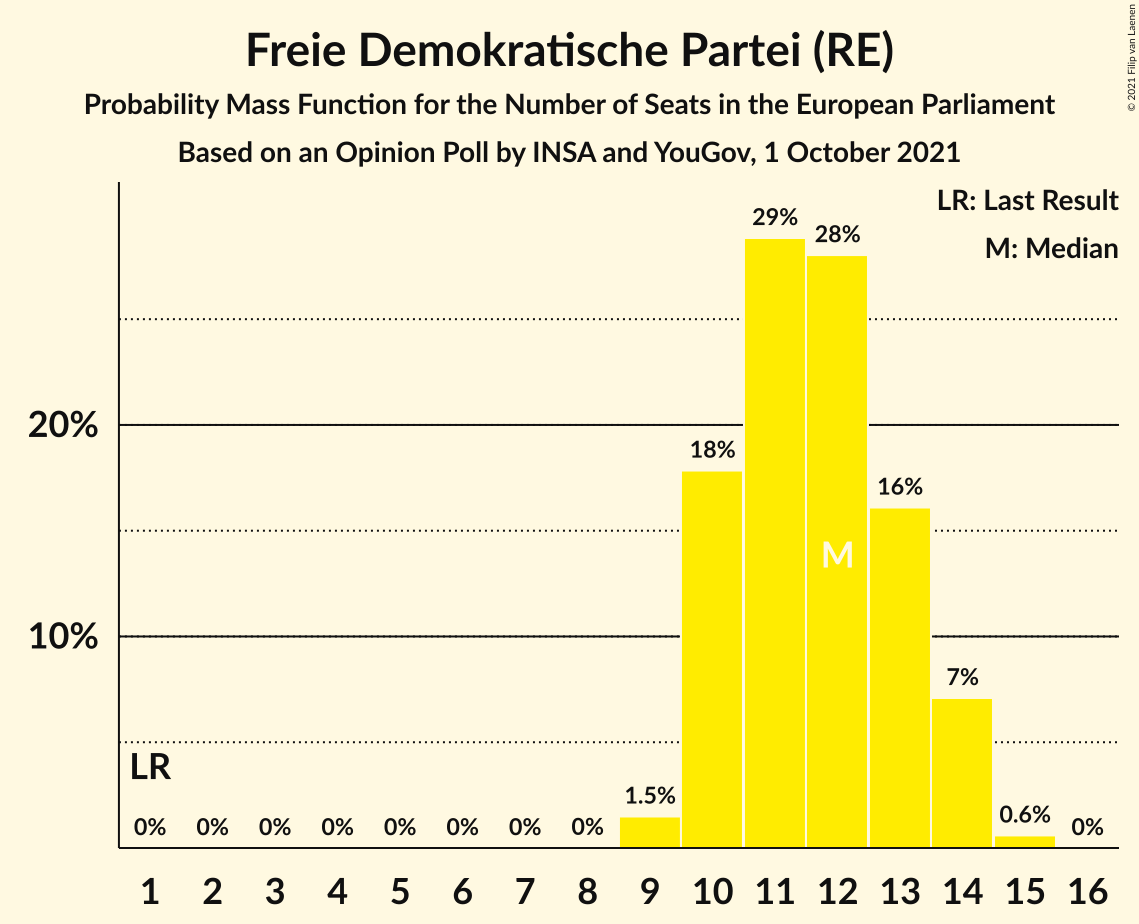 Freie Demokratische Partei (RE)
Probability Mass Function for the Number of Seats in the European Parliament
Based on an Opinion Poll by INSA and YouGov, 1 October 2021
© 2021 Filip van Laenen
LR: Last Result
M: Median
29%
28%
20%
18%
16%
M
10%
7%
LR
1.5%
0.6%
0% 0% 0% 0% 0% 0% 0% 0% 0%
1 2 3 4 5 6 7 8 9 10 11 12 13 14 15 16